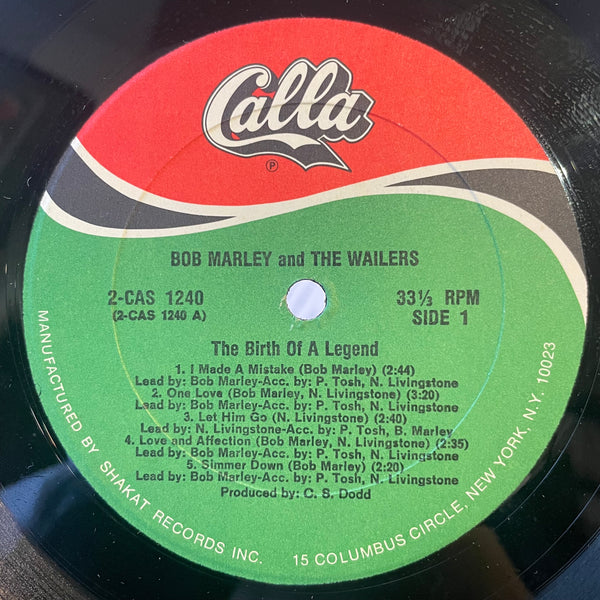 Calla
℗
BOB MARLEY and THE WAILERS
2-CAS 1240
(2-CAS 1240 A)
33⅓ RPM
SIDE 1
The Birth Of A Legend
1. I Made A Mistake (Bob Marley) (2:44)
Lead by: Bob Marley-Acc. by: P. Tosh, N. Livingstone
2. One Love (Bob Marley, N. Livingstone) (3:20)
Lead by: Bob Marley-Acc. by: P. Tosh, N. Livingstone
3. Let Him Go (N. Livingstone) (2:40)
Lead by: N. Livingstone-Acc. by: P. Tosh, B. Marley
4. Love and Affection (Bob Marley, N. Livingstone) (2:35)
Lead by: Bob Marley-Acc. by: P. Tosh, N. Livingstone
5. Simmer Down (Bob Marley) (2:20)
Lead by: Bob Marley-Acc. by: P. Tosh, N. Livingstone
Produced by: C. S. Dodd
MANUFACTURED BY SHAKAT RECORDS INC. 15 COLUMBUS CIRCLE, NEW YORK, N.Y. 10023